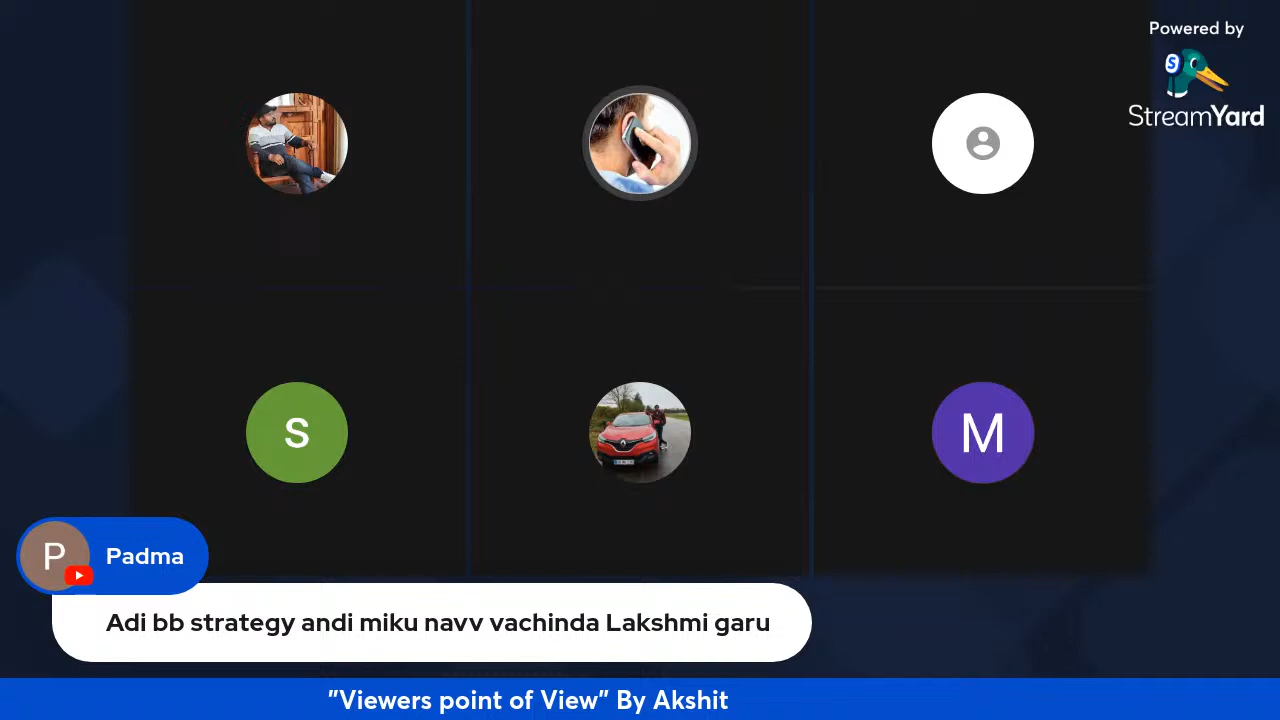 Powered by
StreamYard
S
S
M
P
Padma
Adi bb strategy andi miku navv vachinda Lakshmi garu
"Viewers point of View" By Akshit